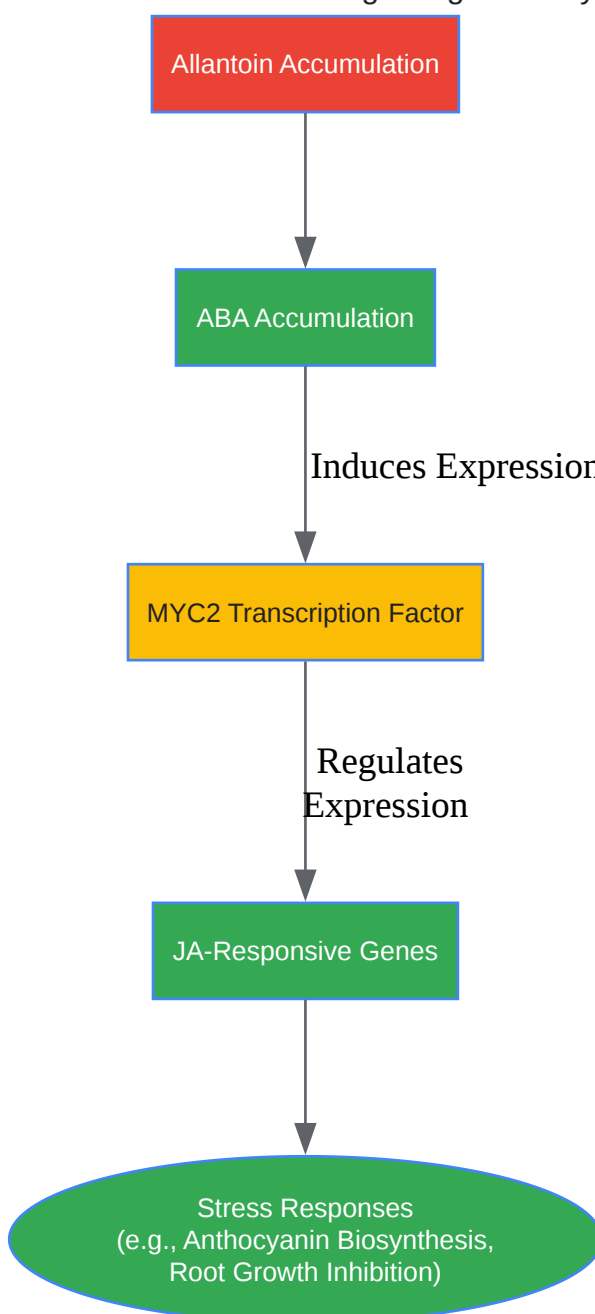 Allantoin Accumulation
ABA Accumulation
Induces Expression
MYC2 Transcription Factor
Regulates
Expression
JA-Responsive Genes
Stress Responses
(e.g., Anthocyanin Biosynthesis,
Root Growth Inhibition)